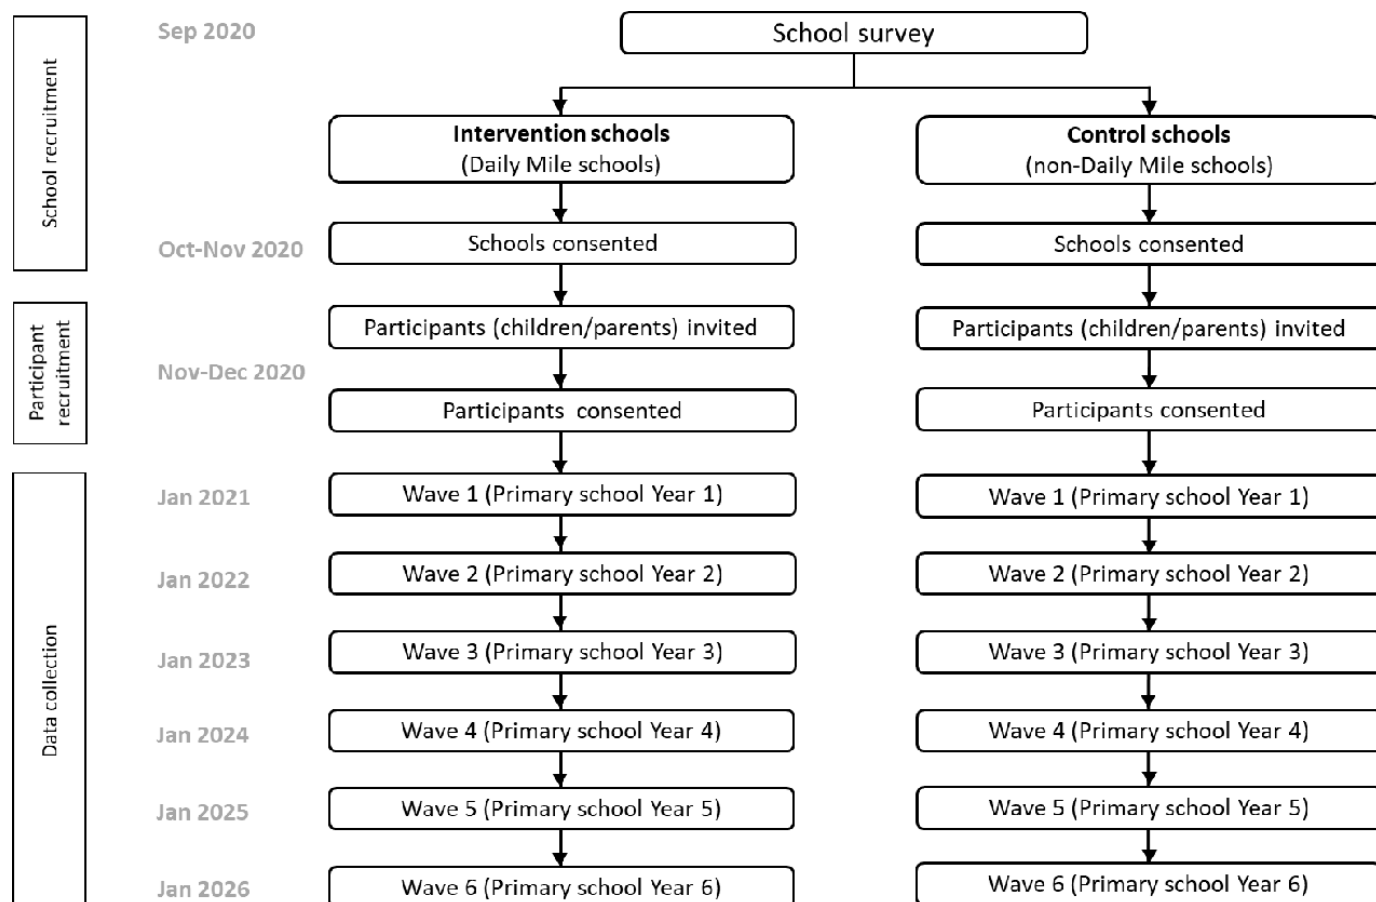 School recruitment
Sep 2020
School survey
Intervention schools
(Daily Mile schools)
Control schools
(non-Daily Mile schools)
Oct-Nov 2020
Schools consented
Schools consented
Participant
recruitment
Participants (children/parents) invited
Participants (children/parents) invited
Nov-Dec 2020
Participants consented
Participants consented
Data collection
Jan 2021
Wave 1 (Primary school Year 1)
Wave 1 (Primary school Year 1)
Jan 2022
Wave 2 (Primary school Year 2)
Wave 2 (Primary school Year 2)
Jan 2023
Wave 3 (Primary school Year 3)
Wave 3 (Primary school Year 3)
Jan 2024
Wave 4 (Primary school Year 4)
Wave 4 (Primary school Year 4)
Jan 2025
Wave 5 (Primary school Year 5)
Wave 5 (Primary school Year 5)
Jan 2026
Wave 6 (Primary school Year 6)
Wave 6 (Primary school Year 6)